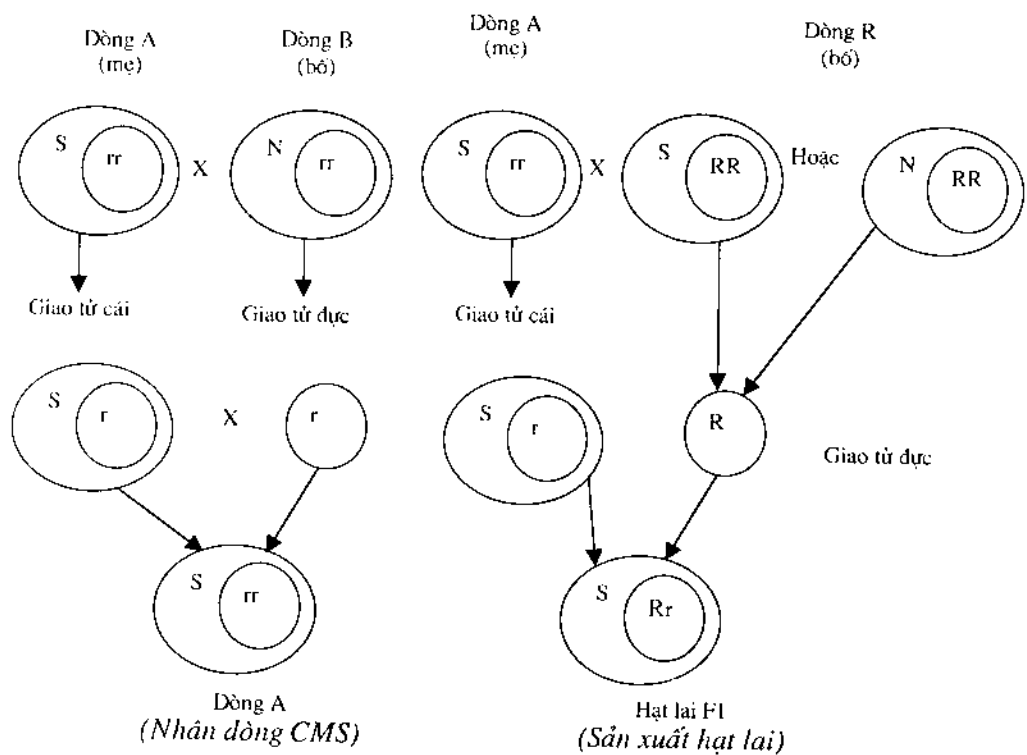 Dòng A
(mẹ)
Dòng B
(bố)
Dòng A
(mẹ)
Dòng R
(bố)
S
rr
X
N
rr
S
rr
X
S
RR
Hoặc
N
RR
Giao tử cái
Giao tử đực
Giao tử cái
S
r
X
r
S
r
R
Giao tử đực
S
rr
S
Rr
Dòng A
(Nhân dòng CMS)
Hạt lai F1
(Sản xuất hạt lai)